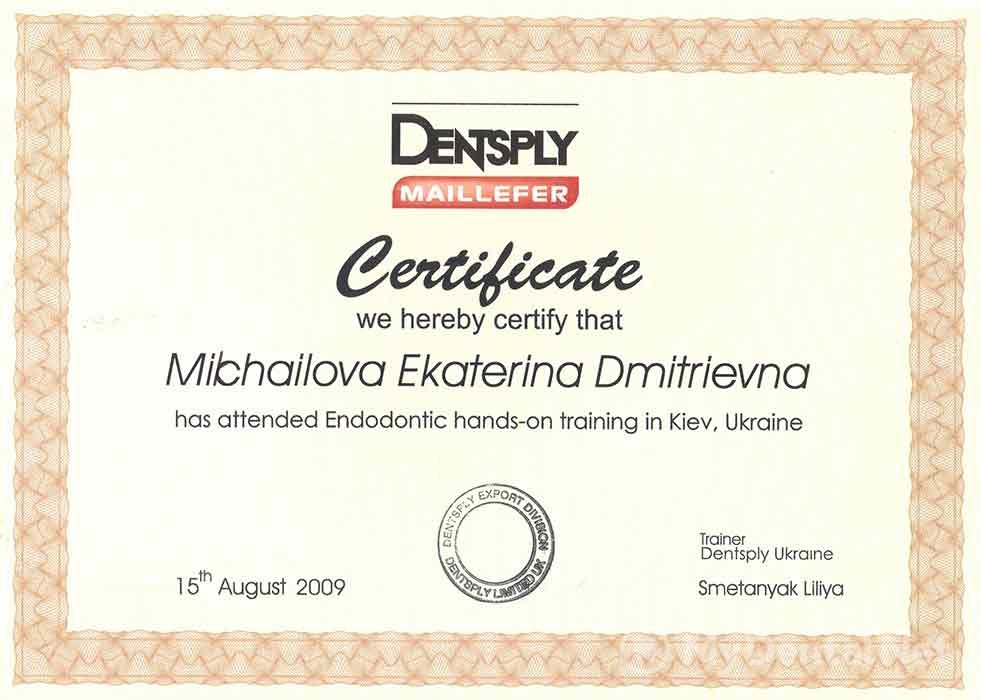 DENTSPLY
MAILLEFER
Certificate
we hereby certify that
Mikhailova Ekaterina Dmitrievna
has attended Endodontic hands-on training in Kiev, Ukraine
DENTSPLY EXPORT DIVISION
DENTSPLY LIMITED UK
Trainer
Dentsply Ukraine
15th August 2009
Smetanyak Liliya